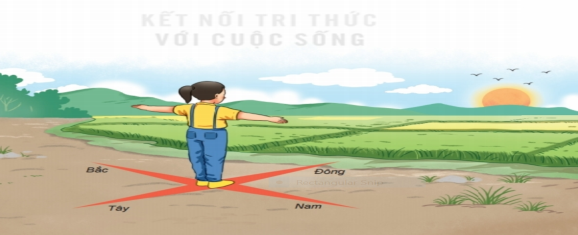 KẾT NỐI TRI THỨC
VỚI CUỘC SỐNG
Bắc
Đông
Tây
Nam